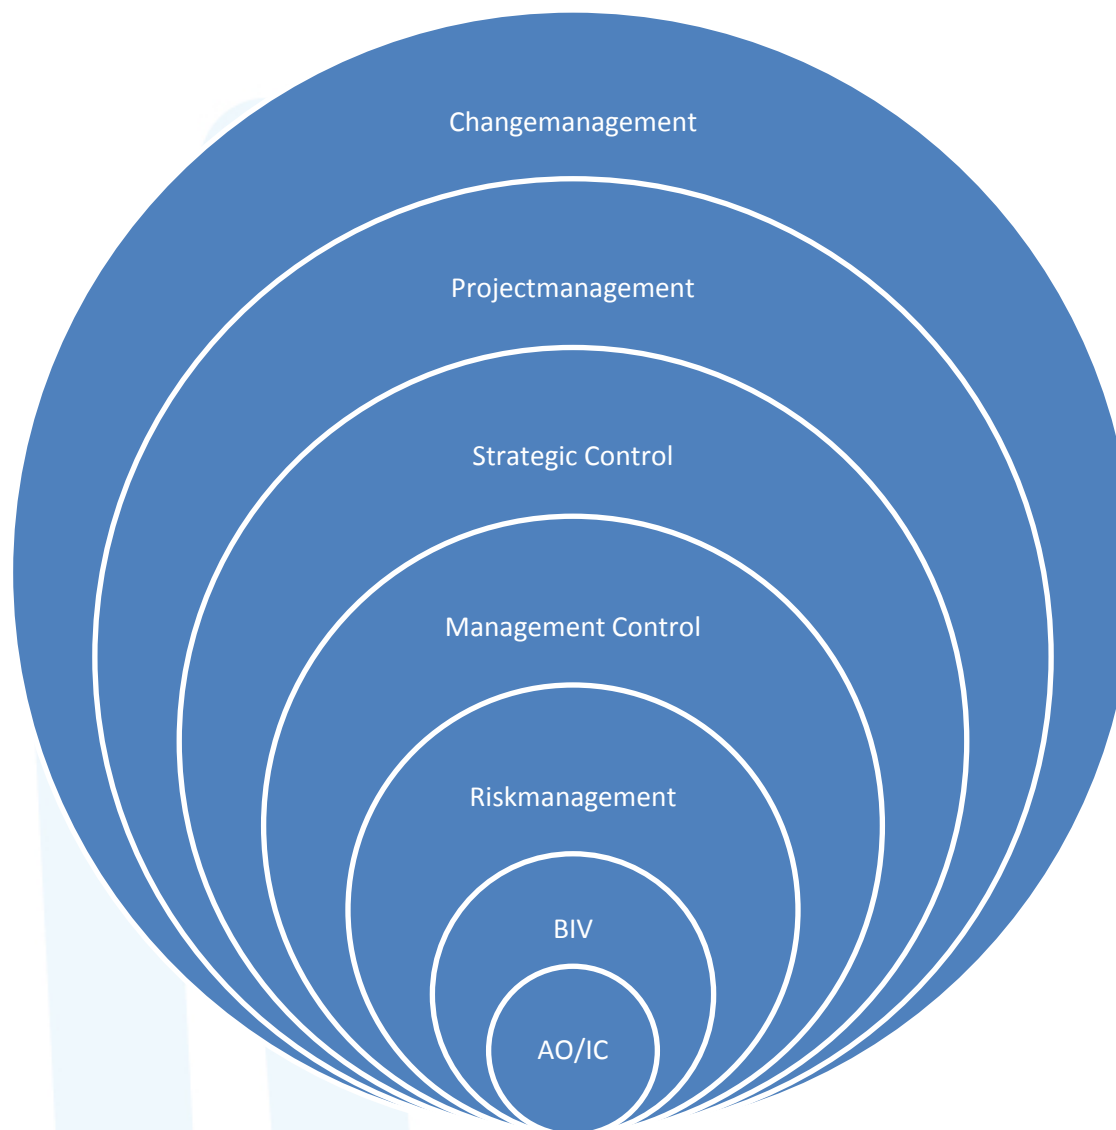 Changemanagement
Projectmanagement
Strategic Control
Management Control
Riskmanagement
BIV
AO/IC